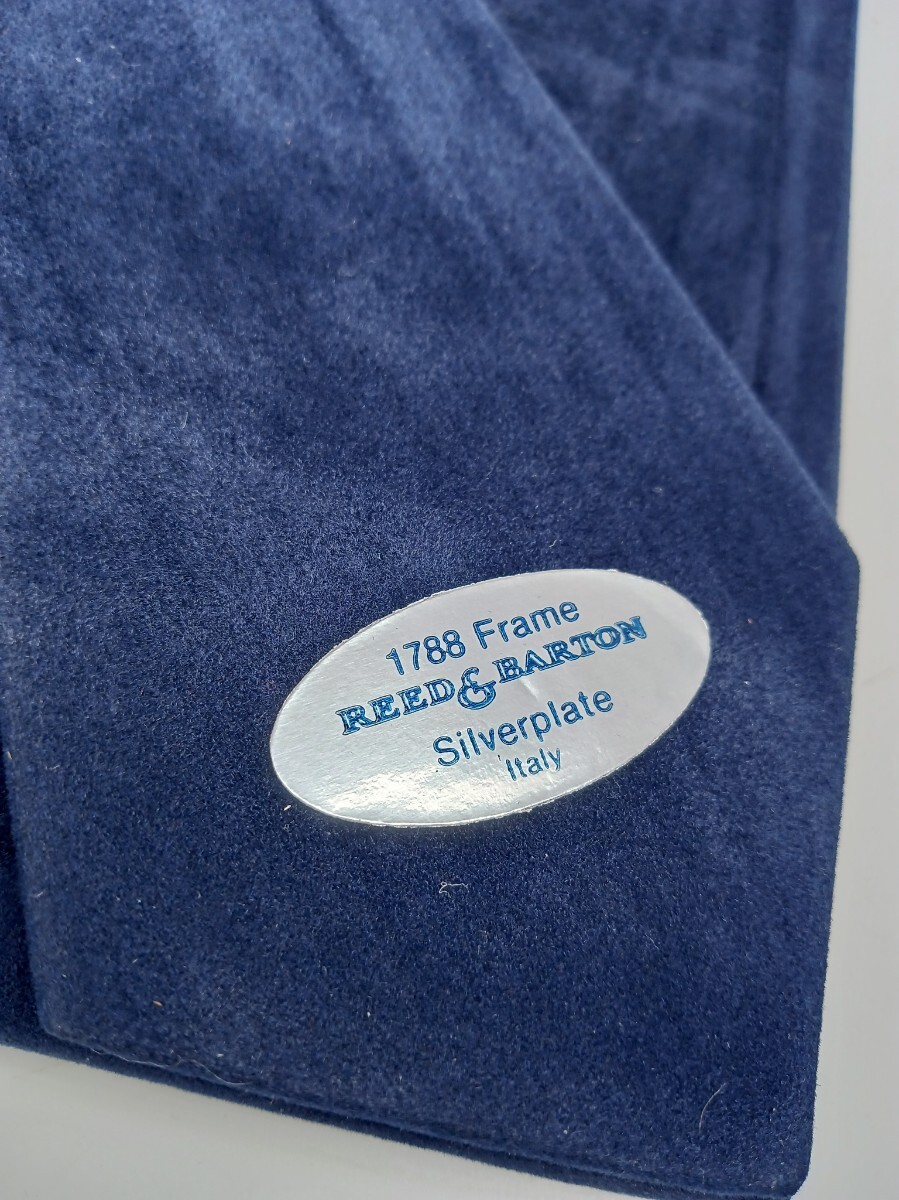 1788 Frame
REED & BARTON
Silverplate
Italy